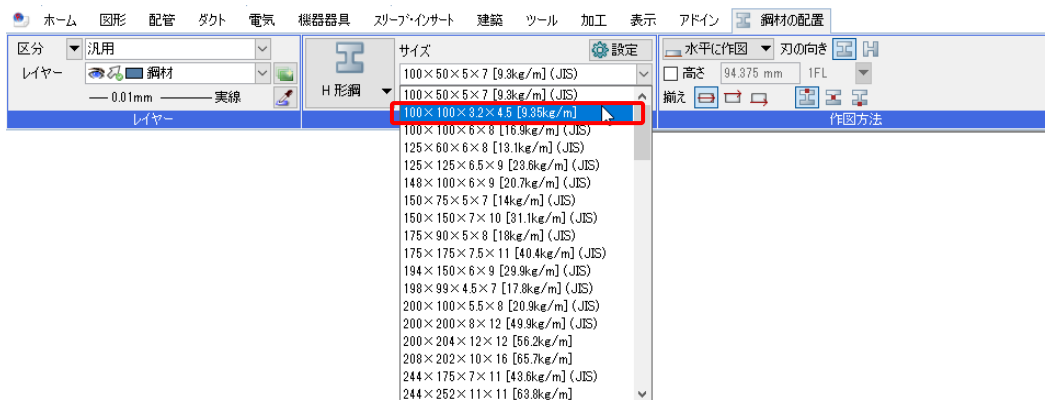 ホーム 図形 配管 ダクト 電気 機器器具 スリーブ・インサート 建築 ツール 加工 表示 アドイン 鋼材の配置
区分 汎用
レイヤー 鋼材
0.01mm 実線
レイヤー
H 形鋼
サイズ 設定
100×50×5×7 [9.3kg/m] (JIS)
100×50×5×7 [9.3kg/m] (JIS)
100×100×3.2×4.5 [9.35kg/m]
100×100×6×8 [16.9kg/m] (JIS)
125×60×6×8 [13.1kg/m] (JIS)
125×125×6.5×9 [23.6kg/m] (JIS)
148×100×6×9 [20.7kg/m] (JIS)
150×75×5×7 [14kg/m] (JIS)
150×150×7×10 [31.1kg/m] (JIS)
175×90×5×8 [18kg/m] (JIS)
175×175×7.5×11 [40.4kg/m] (JIS)
194×150×6×9 [29.9kg/m] (JIS)
198×99×4.5×7 [17.8kg/m] (JIS)
200×100×5.5×8 [20.9kg/m] (JIS)
200×200×8×12 [49.9kg/m] (JIS)
200×204×12×12 [56.2kg/m]
208×202×10×16 [65.7kg/m]
244×175×7×11 [43.6kg/m] (JIS)
244×252×11×11 [63.8kg/m]
水平に作図 刃の向き
高さ 94.375 mm 1FL
揃え
作図方法